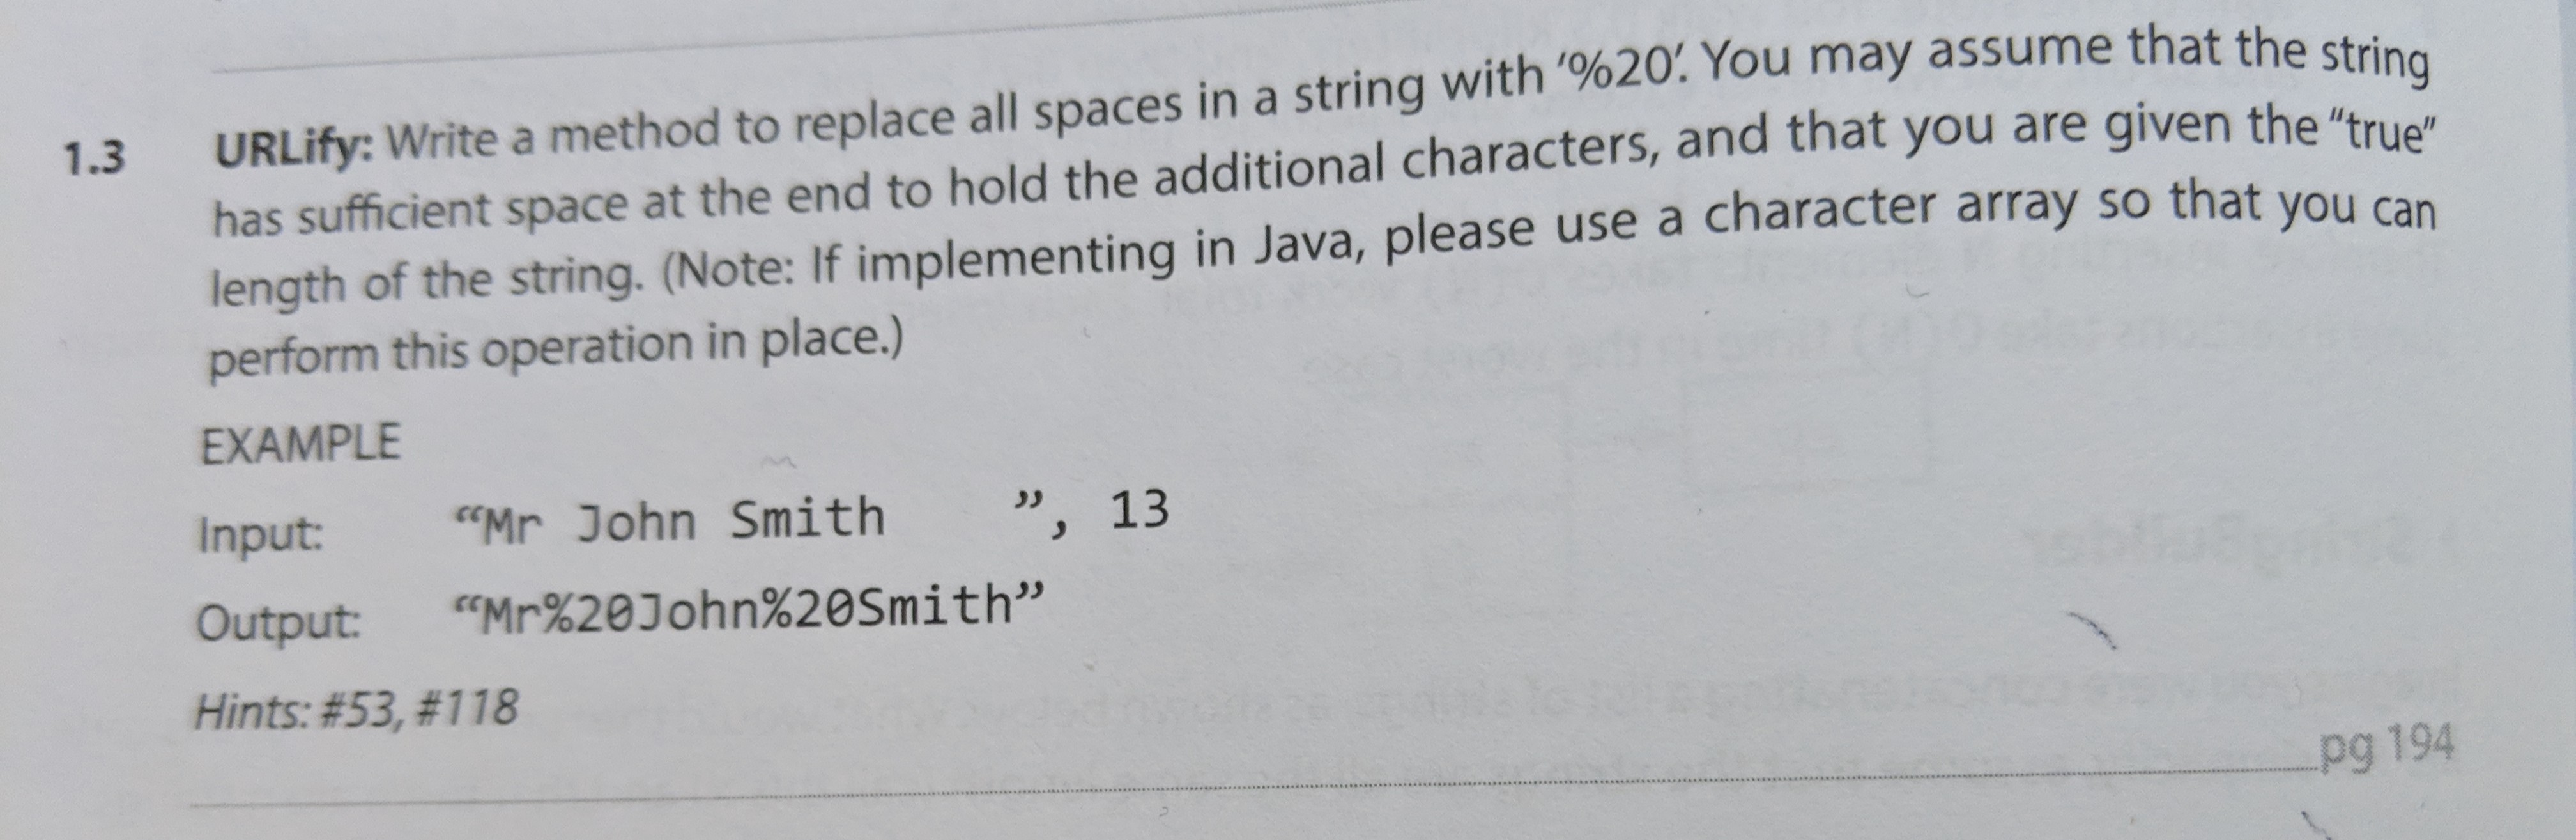 1.3 URLify: Write a method to replace all spaces in a string with '%20'. You may assume that the string
has sufficient space at the end to hold the additional characters, and that you are given the "true"
length of the string. (Note: If implementing in Java, please use a character array so that you can
perform this operation in place.)
EXAMPLE
Input: “Mr John Smith    ”, 13
Output: “Mr%20John%20Smith”
Hints: #53, #118
pg 194